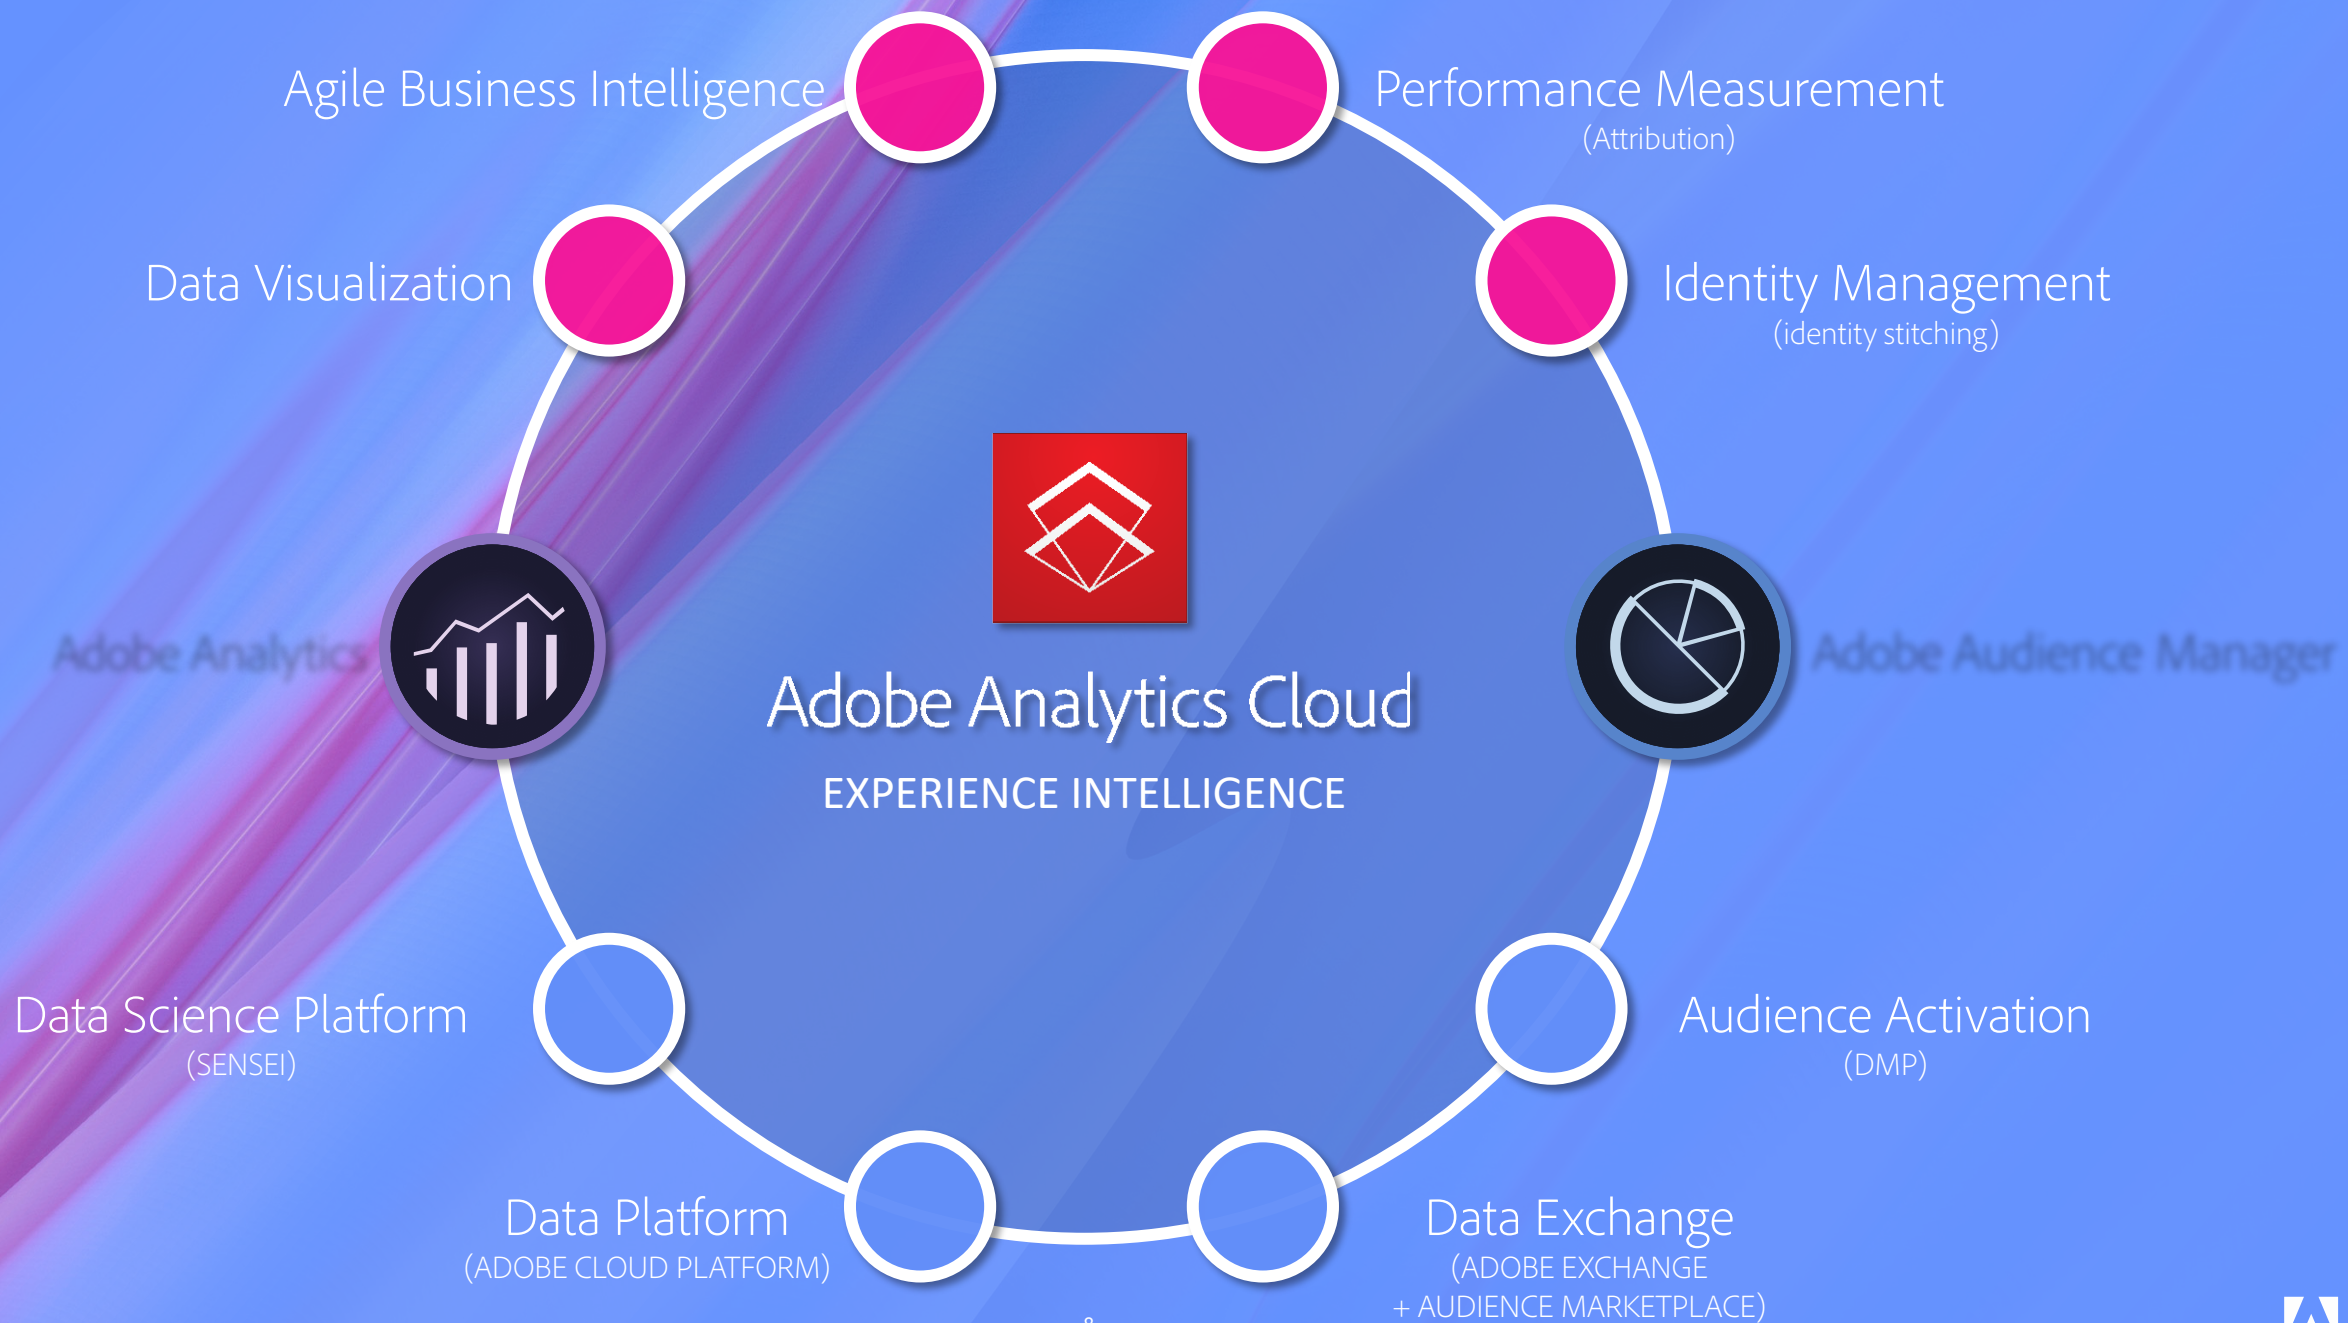 Agile Business Intelligence
Performance Measurement
(Attribution)
Data Visualization
Identity Management
(identity stitching)
Adobe Analytics
Adobe Audience Manager
Adobe Analytics Cloud
EXPERIENCE INTELLIGENCE
Data Science Platform
(SENSEI)
Audience Activation
(DMP)
Data Platform
(ADOBE CLOUD PLATFORM)
Data Exchange
(ADOBE EXCHANGE
+ AUDIENCE MARKETPLACE)